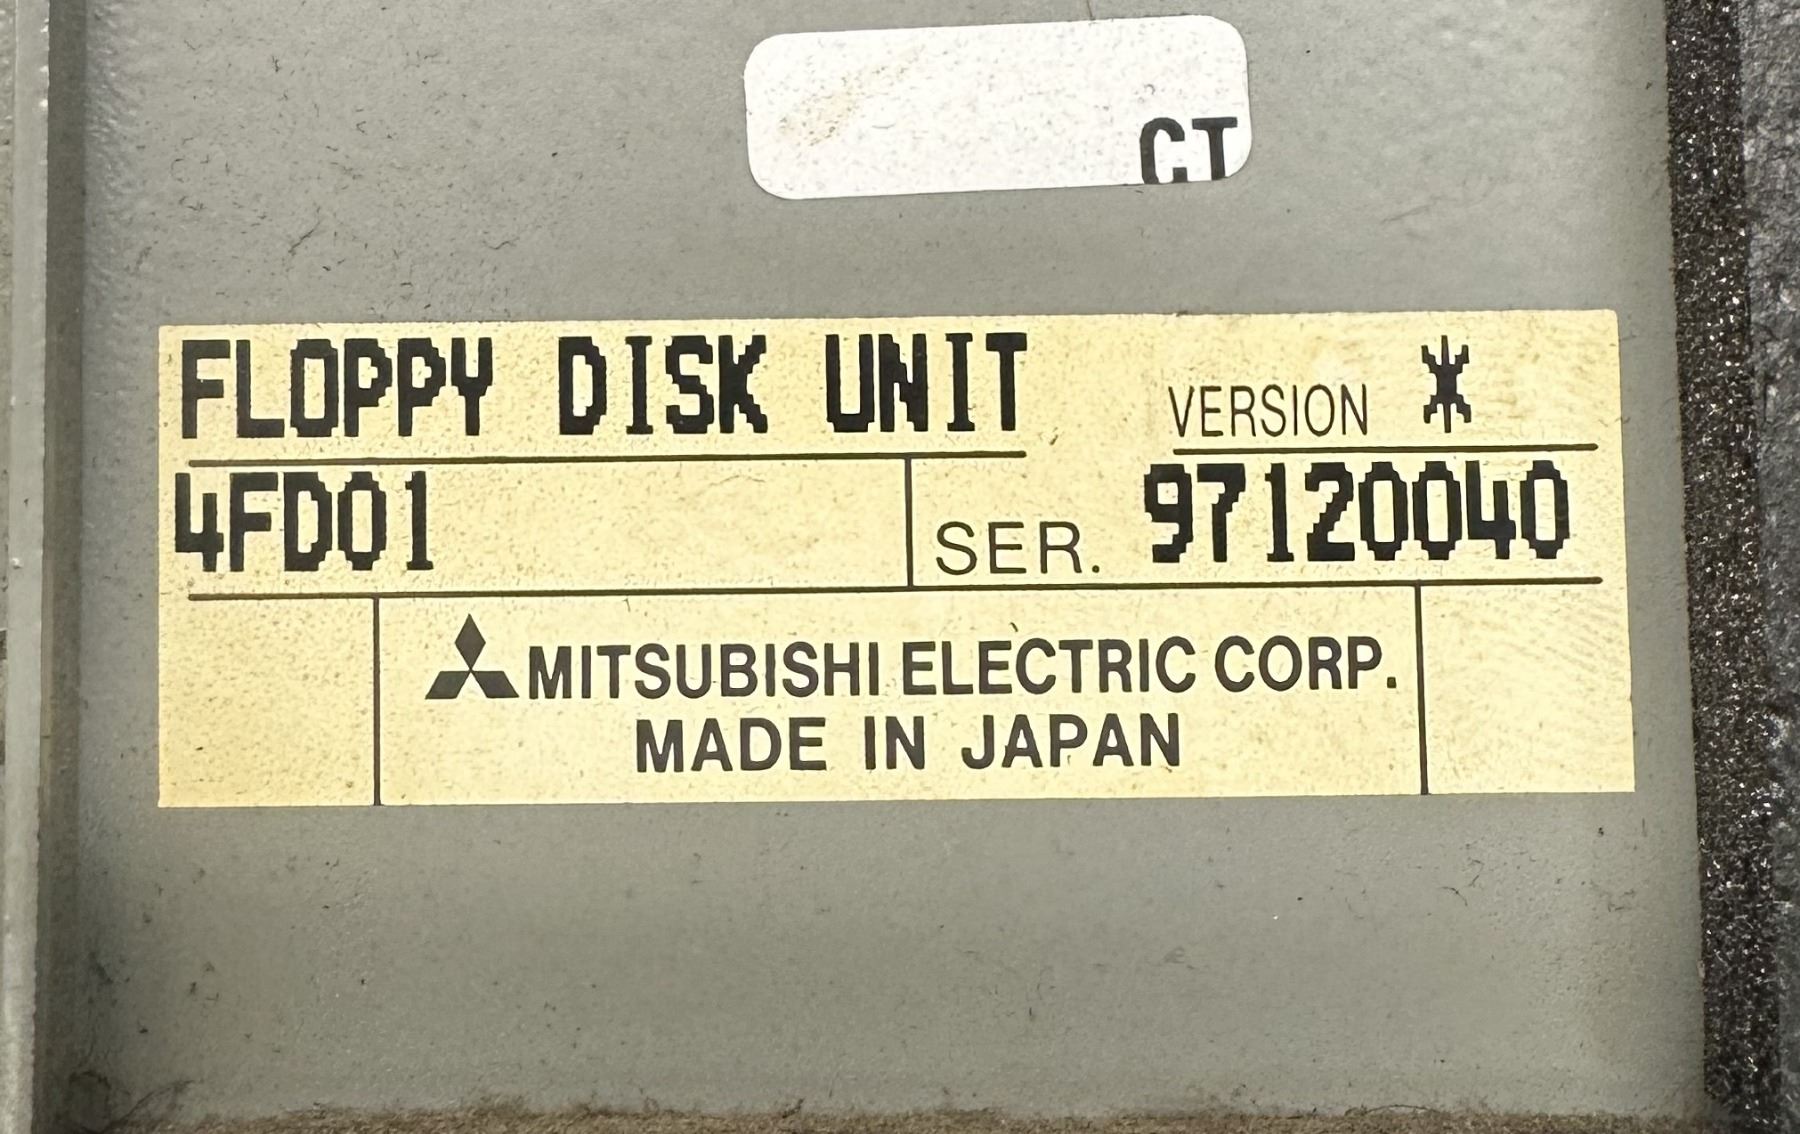 CT
FLOPPY DISK UNIT VERSION *
4FD01 SER. 97120040
MITSUBISHI ELECTRIC CORP.
MADE IN JAPAN